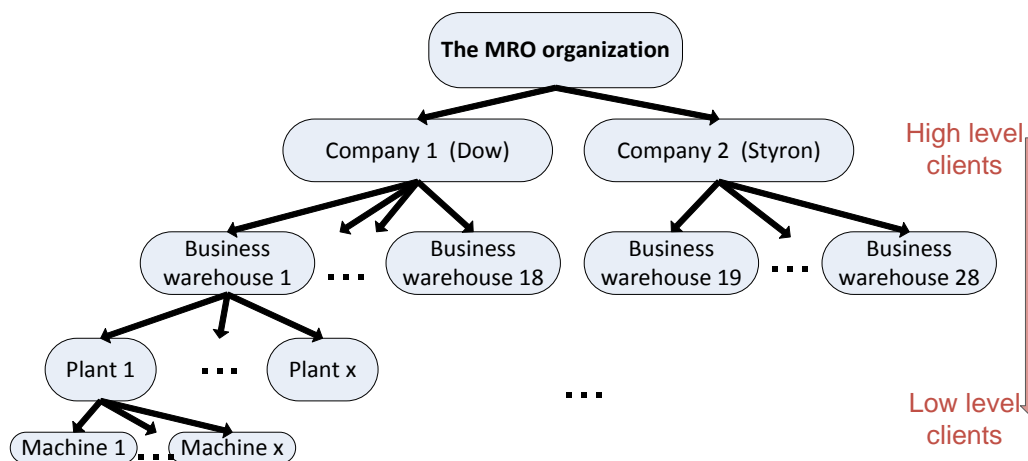 The MRO organization
Company 1  (Dow)
Company 2  (Styron)
High level
clients
Business
warehouse 1
...
Business
warehouse 18
Business
warehouse 19
...
Business
warehouse 28
Plant 1
...
Plant x
...
Low level
clients
Machine 1
...
Machine x